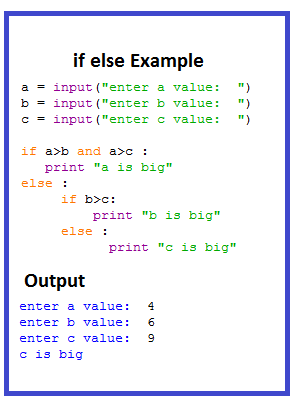 if else Example
a = input("enter a value:  ")
b = input("enter b value:  ")
c = input("enter c value:  ")
if a>b and a>c :
   print "a is big"
else :
     if b>c:
         print "b is big"
     else :
           print "c is big"
Output
enter a value:  4
enter b value:  6
enter c value:  9
c is big